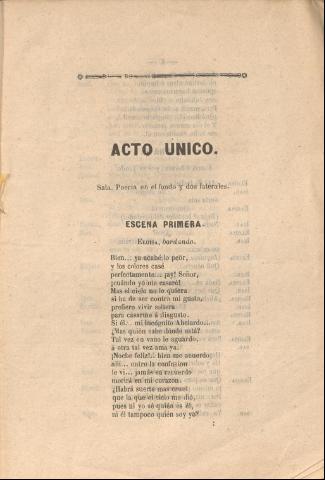 ACTO UNICO.
Sala. Puerta en el fondo y dos laterales.
ESCENA PRIMERA
ELOISA, bordando.
Bien... ya acabé lo peor,
y los colores casé
perfectamente... ¡ay! Señor,
¡cuándo yo me casaré!
Mas el cielo no lo quiera
si ha de ser contra mi gusto,
prefiero vivir soltera
para casarme á disgusto.
Si él... mi incógnito Abelardo...
¿Mas quién sabe dónde está?
Tal vez en vano le aguardo,
á otra tal vez ama ya.
¡Noche feliz!.. bien me acuerdo;
allí... entre la confusion
le vi... jamás su recuerdo
morirá en mi corazon.
¿Habrá suerte mas cruel
que la que el cielo me dió,
pues ni yo sé quién es él,
ni él tampoco quién soy yo?